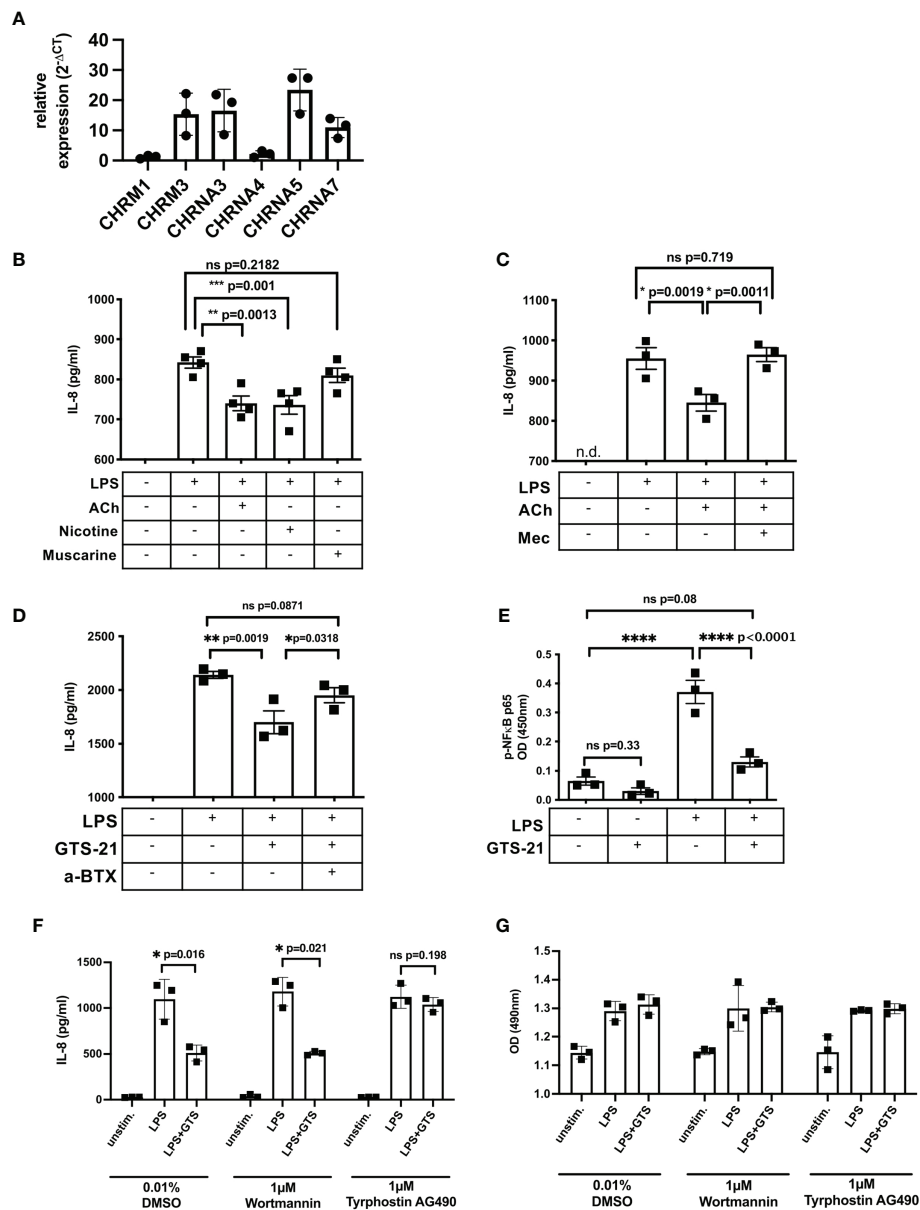 A
relative
expression (2^-ΔCT)
40
30
20
10
0
CHRM1
CHRM3
CHRNA3
CHRNA4
CHRNA5
CHRNA7
B
ns p=0.2182
*** p=0.001
** p=0.0013
IL-8 (pg/ml)
1000
900
800
700
600
LPS - + + + +
ACh - - + - -
Nicotine - - - + -
Muscarine - - - - +
C
ns p=0.719
* p=0.0019 * p=0.0011
IL-8 (pg/ml)
1100
1000
900
800
700
n.d.
LPS - + + +
ACh - - + +
Mec - - - +
D
ns p=0.0871
** p=0.0019 *p=0.0318
IL-8 (pg/ml)
2500
2000
1500
1000
LPS - + + +
GTS-21 - - + +
a-BTX - - - +
E
ns p=0.08
**** **** p<0.0001
ns p=0.33
p-NFκB p65
OD (450nm)
0.5
0.4
0.3
0.2
0.1
0.0
LPS - - + +
GTS-21 - + - +
F
* p=0.016
* p=0.021
ns p=0.198
IL-8 (pg/ml)
1500
1000
500
0
unstim.
LPS
LPS+GTS
unstim.
LPS
LPS+GTS
unstim.
LPS
LPS+GTS
0.01%
DMSO
1μM
Wortmannin
1μM
Tyrphostin AG490
G
OD (490nm)
1.5
1.4
1.3
1.2
1.1
1.0
unstim.
LPS
LPS+GTS
unstim.
LPS
LPS+GTS
unstim.
LPS
LPS+GTS
0.01%
DMSO
1μM
Wortmannin
1μM
Tyrphostin AG490